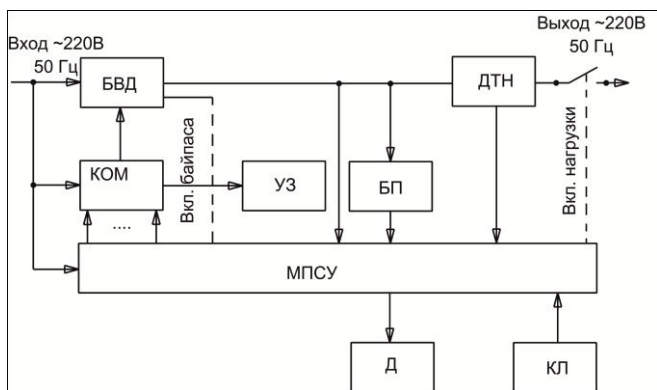 Вход ~220В
50 Гц
Выход ~220В
50 Гц
БВД
ДТН
Вкл. байпаса
Вкл. нагрузки
КОМ
УЗ
БП
....
МПСУ
Д
КЛ